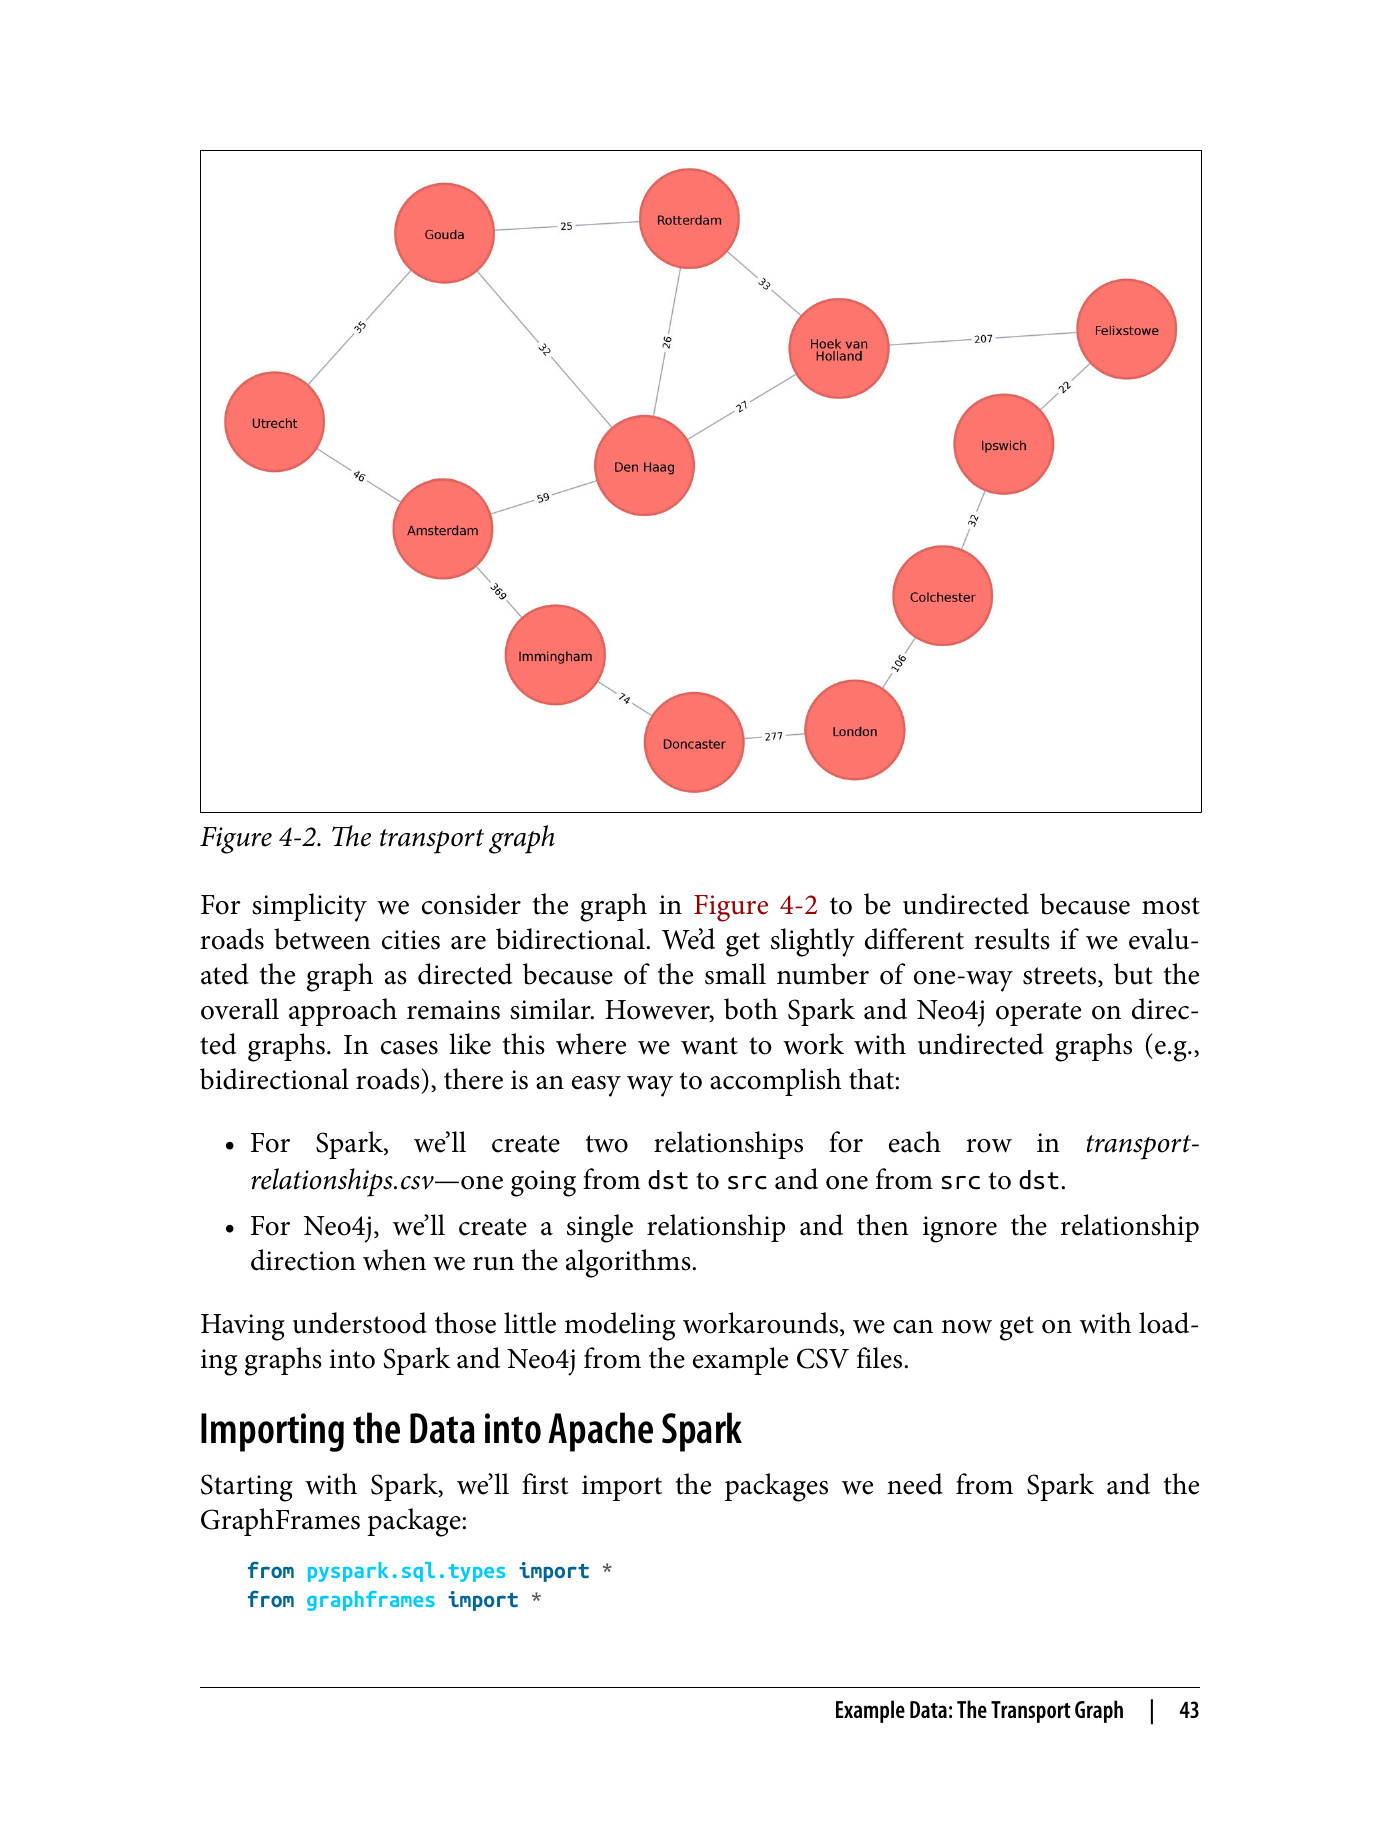 Gouda
25
Rotterdam
33
35
32
26
Hoek van
Holland
207
Felixstowe
22
27
Utrecht
Ipswich
46
Den Haag
59
Amsterdam
32
369
Colchester
Immingham
106
74
Doncaster
277
London
Figure 4-2. The transport graph
For simplicity we consider the graph in Figure 4-2 to be undirected because most
roads between cities are bidirectional. We’d get slightly different results if we evalu-
ated the graph as directed because of the small number of one-way streets, but the
overall approach remains similar. However, both Spark and Neo4j operate on direc-
ted graphs. In cases like this where we want to work with undirected graphs (e.g.,
bidirectional roads), there is an easy way to accomplish that:
• For Spark, we’ll create two relationships for each row in transport-
relationships.csv—one going from dst to src and one from src to dst.
• For Neo4j, we’ll create a single relationship and then ignore the relationship
direction when we run the algorithms.
Having understood those little modeling workarounds, we can now get on with load-
ing graphs into Spark and Neo4j from the example CSV files.
Importing the Data into Apache Spark
Starting with Spark, we’ll first import the packages we need from Spark and the
GraphFrames package:
from pyspark.sql.types import *
from graphframes import *
Example Data: The Transport Graph | 43